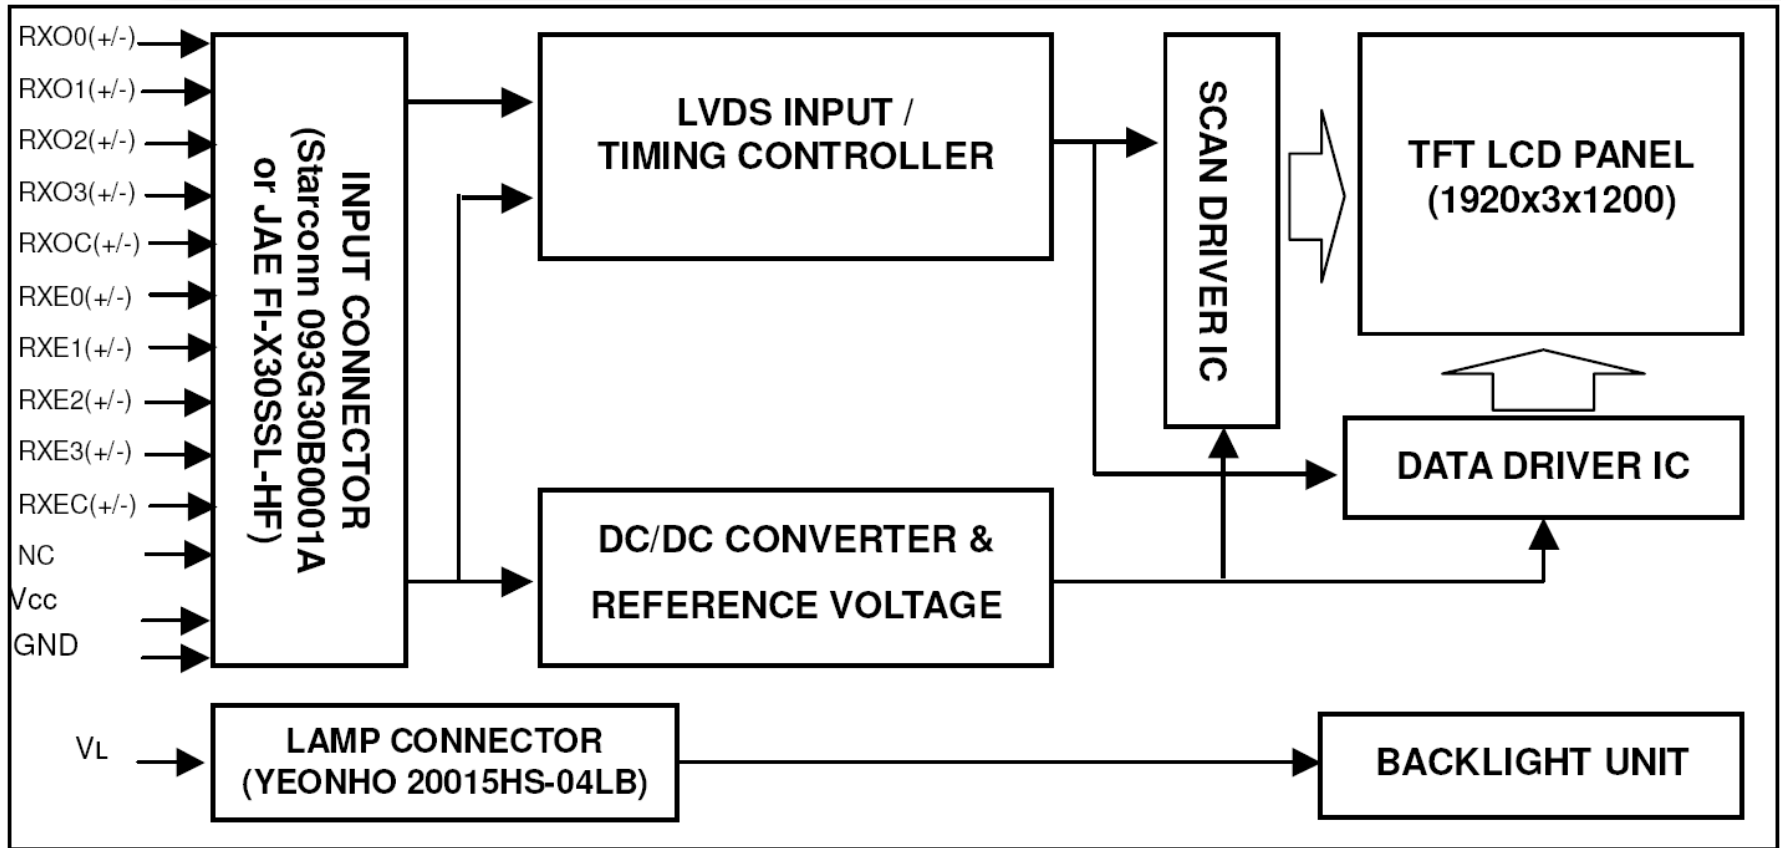 RXO0(+/-)
RXO1(+/-)
RXO2(+/-)
RXO3(+/-)
RXOC(+/-)
RXE0(+/-)
RXE1(+/-)
RXE2(+/-)
RXE3(+/-)
RXEC(+/-)
NC
Vcc
GND
INPUT CONNECTOR
(Starconn 093G30B0001A
or JAE FI-X30SSL-HF)
LVDS INPUT /
TIMING CONTROLLER
SCAN DRIVER IC
TFT LCD PANEL
(1920x3x1200)
DATA DRIVER IC
DC/DC CONVERTER &
REFERENCE VOLTAGE
VL
LAMP CONNECTOR
(YEONHO 20015HS-04LB)
BACKLIGHT UNIT